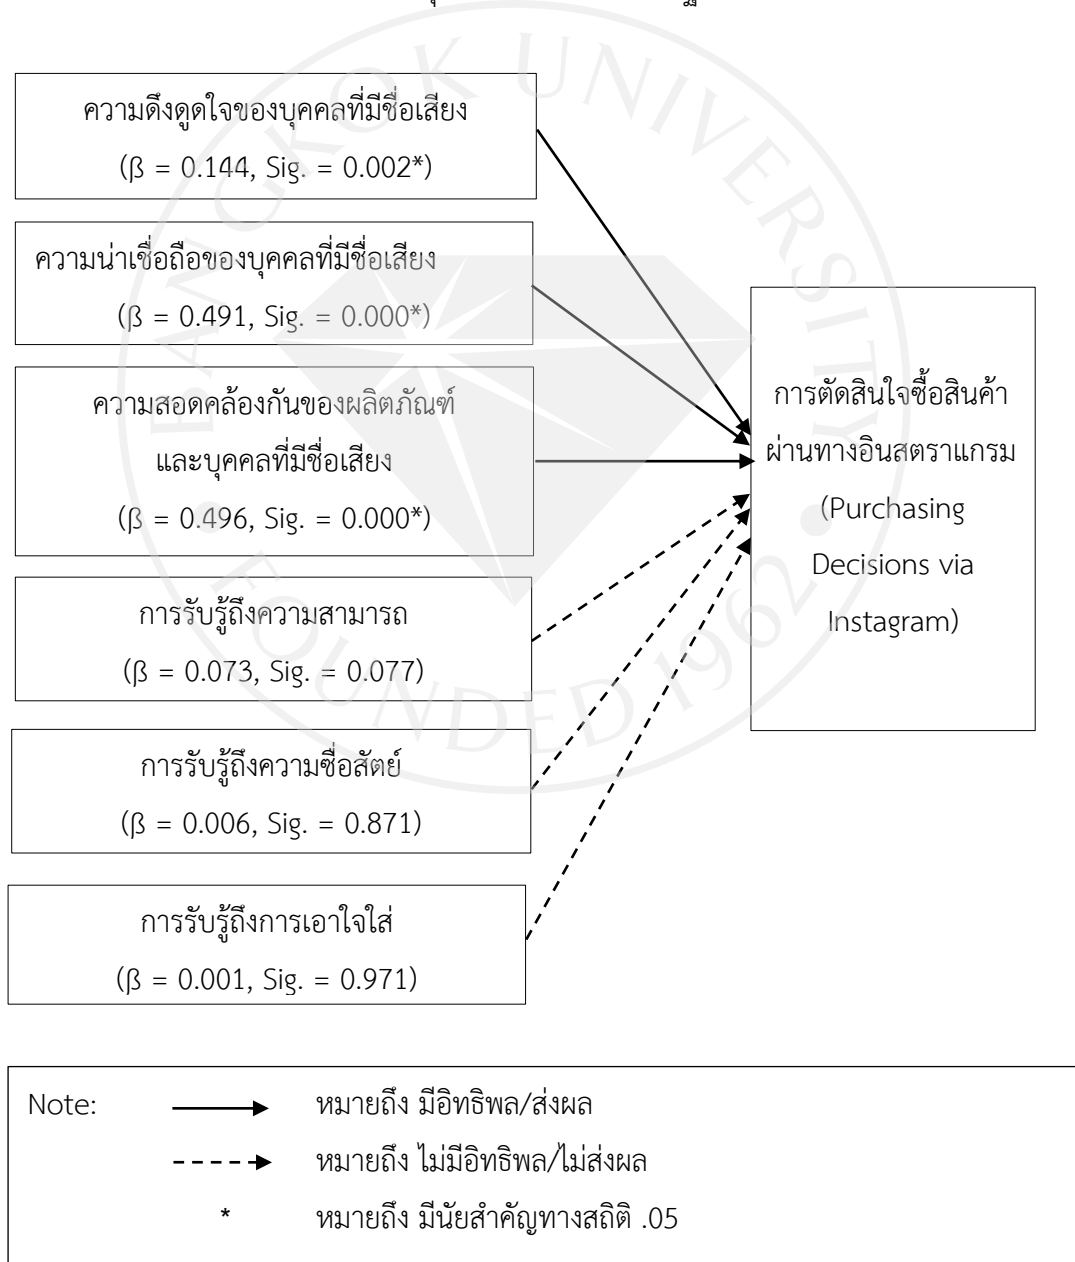 BANGKOK UNIVERSITY
FOUNDED 1962
ความดึงดูดใจของบุคคลที่มีชื่อเสียง
(β = 0.144, Sig. = 0.002*)
ความน่าเชื่อถือของบุคคลที่มีชื่อเสียง
(β = 0.491, Sig. = 0.000*)
ความสอดคล้องกันของผลิตภัณฑ์
และบุคคลที่มีชื่อเสียง
(β = 0.496, Sig. = 0.000*)
การรับรู้ถึงความสามารถ
(β = 0.073, Sig. = 0.077)
การรับรู้ถึงความซื่อสัตย์
(β = 0.006, Sig. = 0.871)
การรับรู้ถึงการเอาใจใส่
(β = 0.001, Sig. = 0.971)
การตัดสินใจซื้อสินค้า
ผ่านทางอินสตราแกรม
(Purchasing
Decisions via
Instagram)
Note: หมายถึง มีอิทธิพล/ส่งผล
หมายถึง ไม่มีอิทธิพล/ไม่ส่งผล
* หมายถึง มีนัยสำคัญทางสถิติ .05